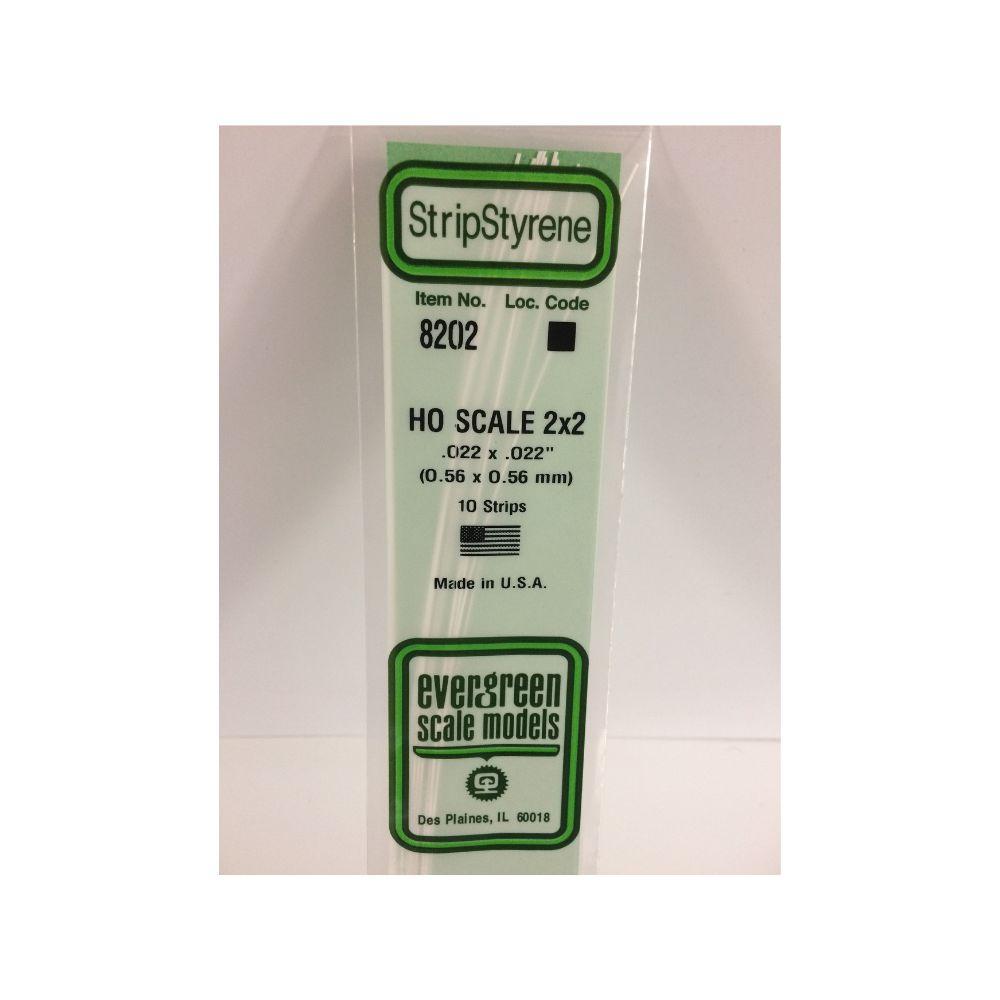 StripStyrene
Item No. Loc. Code
8202
HO SCALE 2x2
.022 x .022"
(0.56 x 0.56 mm)
10 Strips
Made in U.S.A.
evergreen
scale models
Des Plaines, IL 60018